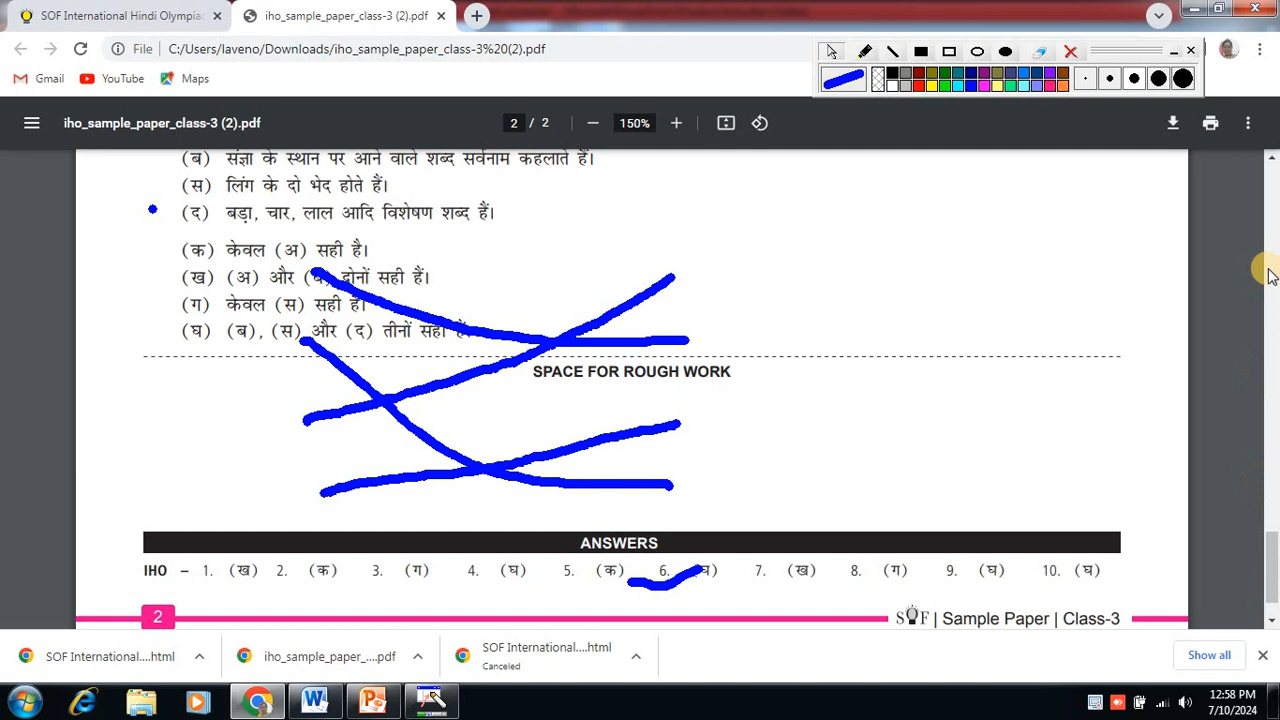 SOF International Hindi Olympiad
iho_sample_paper_class-3 (2).pdf
File C:/Users/laveno/Downloads/iho_sample_paper_class-3%20(2).pdf
Gmail YouTube Maps
iho_sample_paper_class-3 (2).pdf 2 / 2 150%
(ब) संज्ञा के स्थान पर आने वाले शब्द सर्वनाम कहलाते हैं।
(स) लिंग के दो भेद होते हैं।
(द) बड़ा, चार, लाल आदि विशेषण शब्द हैं।
(क) केवल (अ) सही है।
(ख) (अ) और (ब) दोनों सही हैं।
(ग) केवल (स) सही है।
(घ) (ब), (स) और (द) तीनों सही हैं।
SPACE FOR ROUGH WORK
ANSWERS
IHO – 1. (ख) 2. (क) 3. (ग) 4. (घ) 5. (क) 6. (घ) 7. (ख) 8. (ग) 9. (घ) 10. (घ)
2 SOF | Sample Paper | Class-3
SOF International....html
iho_sample_paper_....pdf
SOF International....html
Canceled
Show all
12:58 PM
7/10/2024